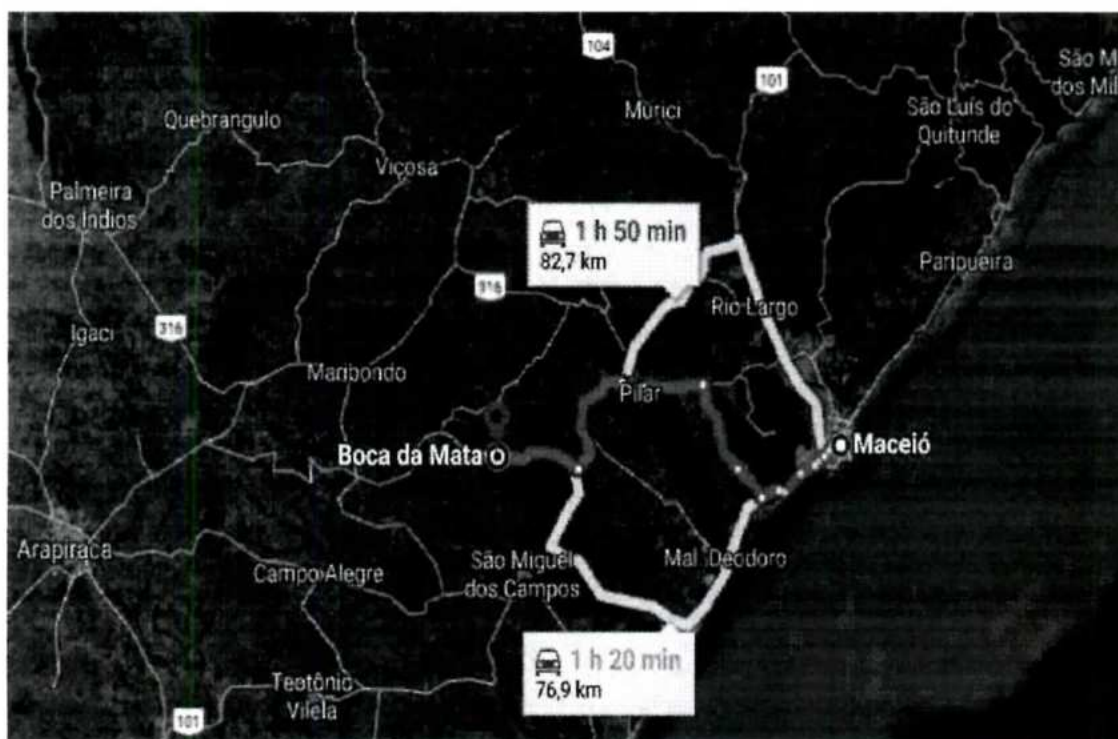 104
101
São M
dos Mil
Murici
São Luís do
Quitunde
Quebrangulo
Viçosa
Palmeira
dos Índios
1 h 50 min
82,7 km
Paripueira
316
Rio Largo
316
Igaci
Maribondo
Pilar
Boca da Mata
Maceió
Arapiraca
Campo Alegre
São Miguel
dos Campos
Mal. Deodoro
1 h 20 min
76,9 km
Teotônio
Vilela
101